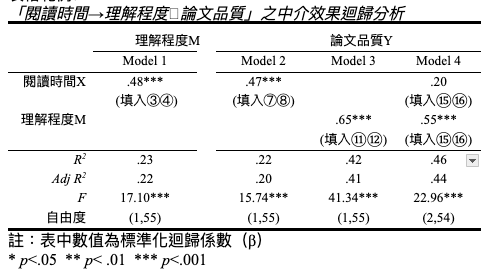 「閱讀時間→理解程度 論文品質」之中介效果迴歸分析
理解程度M 論文品質Y
Model 1 Model 2 Model 3 Model 4
閱讀時間X .48*** .47*** .20
(填入③④) (填入⑦⑧) (填入⑮⑯)
理解程度M .65*** .55***
(填入⑪⑫) (填入⑮⑯)
R² .23 .22 .42 .46
Adj R² .22 .20 .41 .44
F 17.10*** 15.74*** 41.34*** 22.96***
自由度 (1,55) (1,55) (1,55) (2,54)
註：表中數值為標準化迴歸係數（β）
* p<.05 ** p< .01 *** p<.001